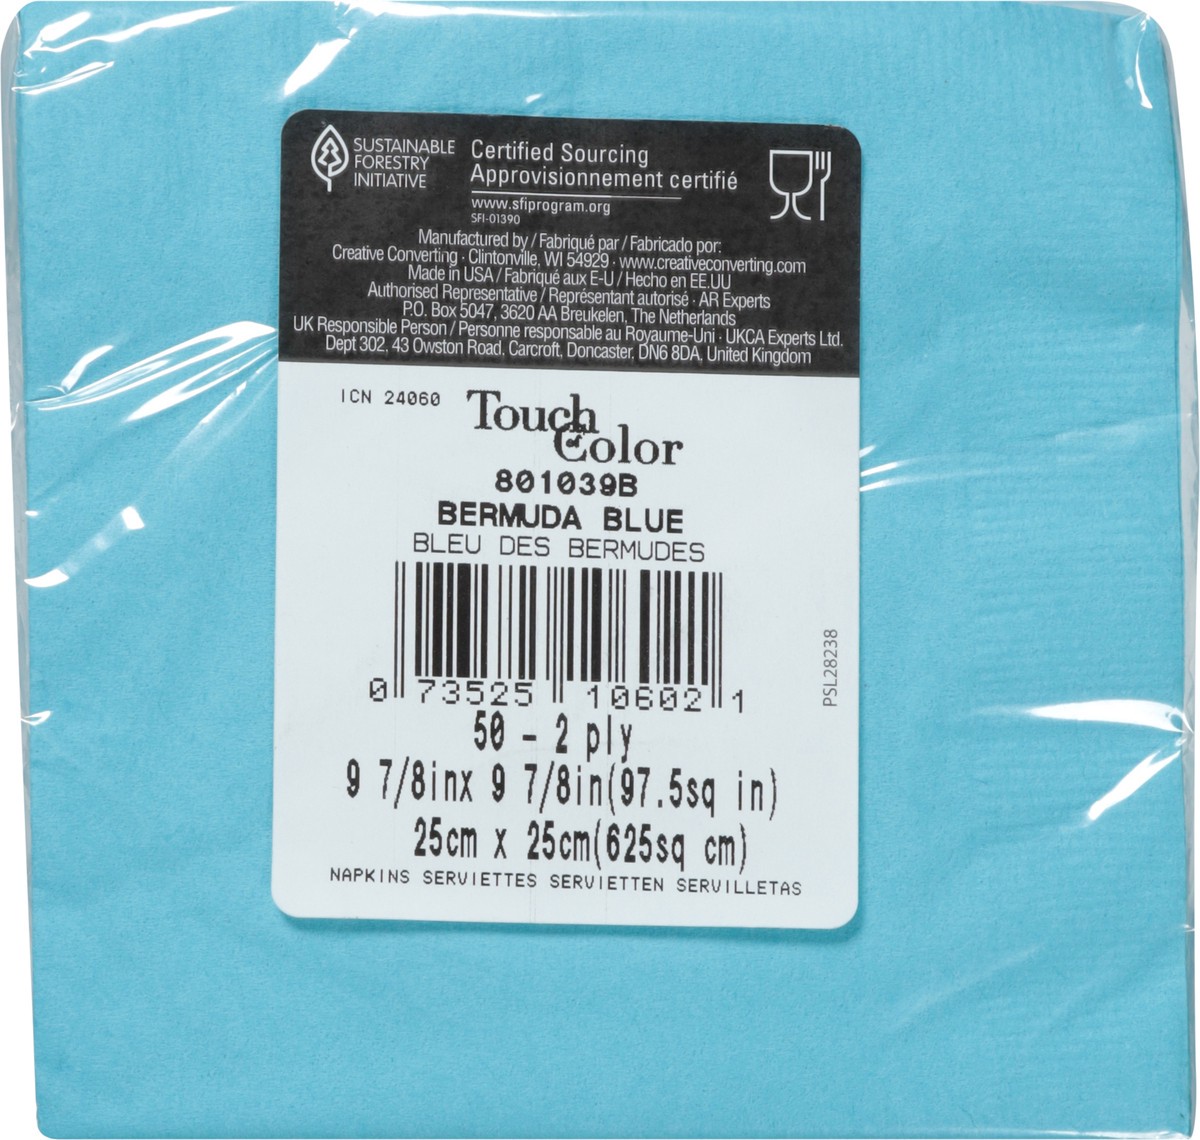 SUSTAINABLE
FORESTRY
INITIATIVE
Certified Sourcing
Approvisionnement certifié
www.sfiprogram.org
SFI-01390
Manufactured by / Fabriqué par / Fabricado por:
Creative Converting · Clintonville, WI 54929 · www.creativeconverting.com
Made in USA / Fabriqué aux E-U / Hecho en EE.UU
Authorised Representative / Représentant autorisé · AR Experts
P.O. Box 5047, 3620 AA Breukelen, The Netherlands
UK Responsible Person / Personne responsable au Royaume-Uni · UKCA Experts Ltd.
Dept 302, 43 Owston Road, Carcroft, Doncaster, DN6 8DA, United Kingdom
ICN 24060
Touch
of Color
801039B
BERMUDA BLUE
BLEU DES BERMUDES
0 73525 10602 1
PSL28238
50 - 2 ply
9 7/8inx 9 7/8in(97.5sq in)
25cm x 25cm(625sq cm)
NAPKINS SERVIETTES SERVIETTEN SERVILLETAS